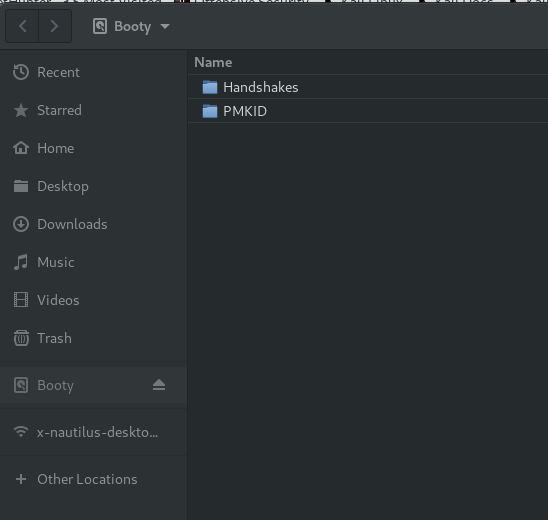 Booty
Name
Handshakes
PMKID
Recent
Starred
Home
Desktop
Downloads
Music
Videos
Trash
Booty
x-nautilus-deskto...
Other Locations